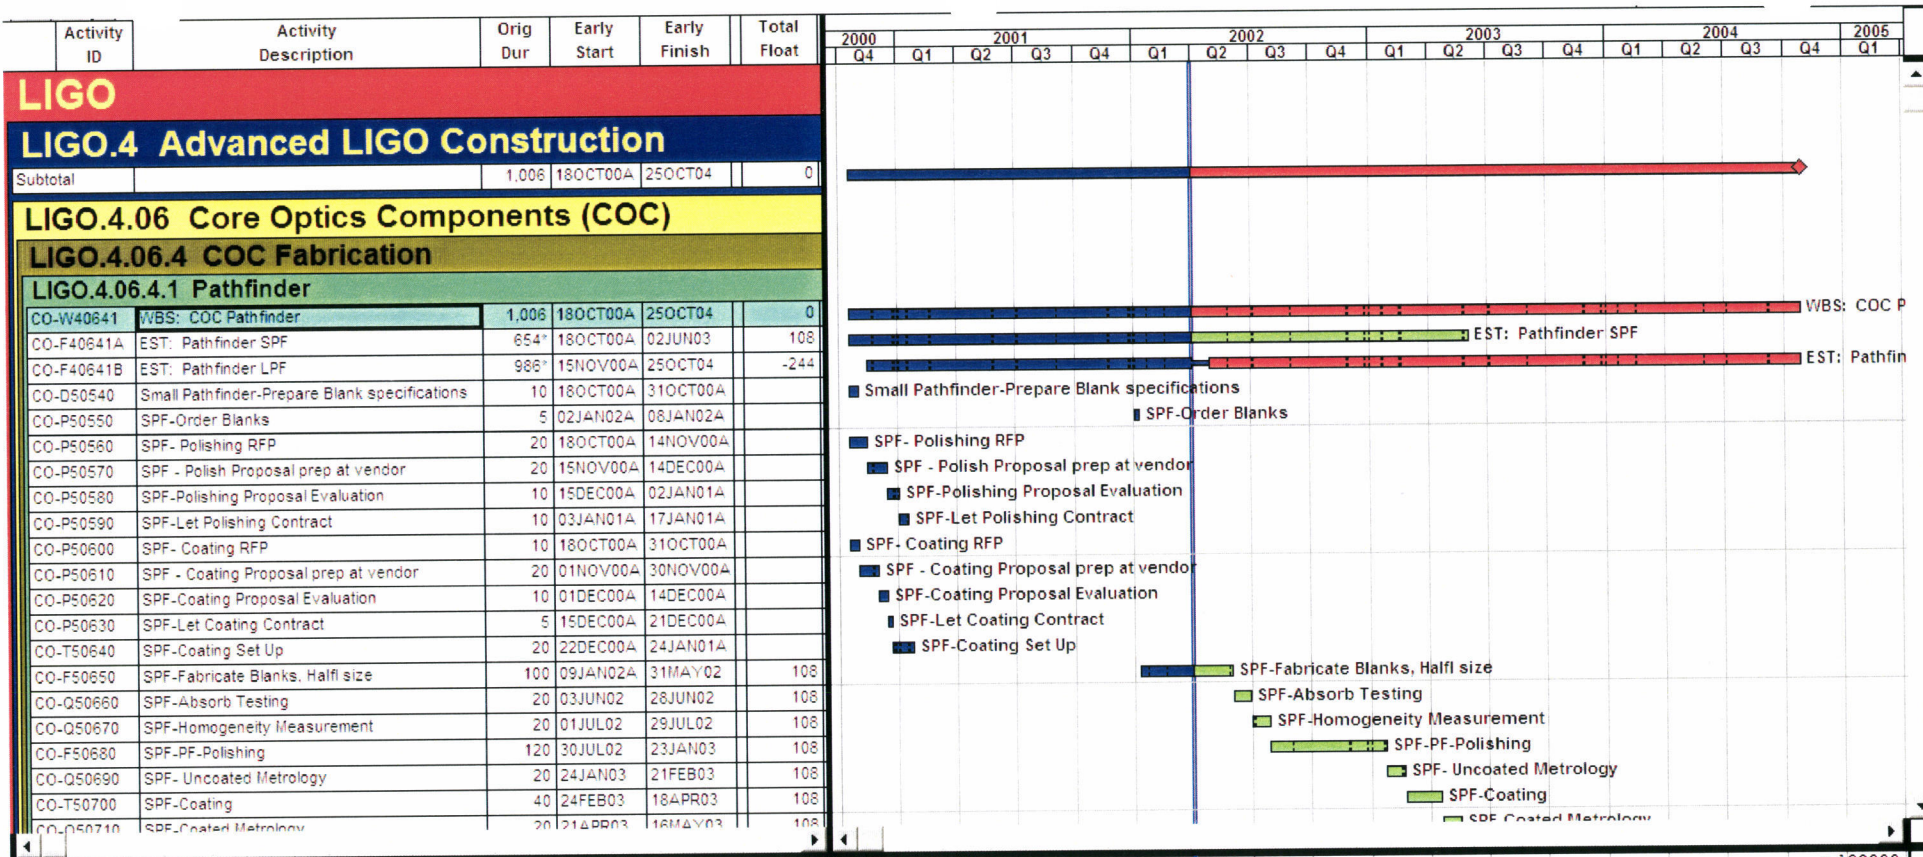 Activity ID Activity Description Orig Dur Early Start Early Finish Total Float
2000 2001 2002 2003 2004 2005
Q4 Q1 Q2 Q3 Q4 Q1 Q2 Q3 Q4 Q1 Q2 Q3 Q4 Q1 Q2 Q3 Q4 Q1
LIGO
LIGO.4 Advanced LIGO Construction
Subtotal 1,006 18OCT00A 25OCT04 0
LIGO.4.06 Core Optics Components (COC)
LIGO.4.06.4 COC Fabrication
LIGO.4.06.4.1 Pathfinder
CO-W40641 WBS: COC Pathfinder 1,006 18OCT00A 25OCT04 0 WBS: COC P
CO-F40641A EST: Pathfinder SPF 654* 18OCT00A 02JUN03 108 EST: Pathfinder SPF
CO-F40641B EST: Pathfinder LPF 986* 15NOV00A 25OCT04 -244 EST: Pathfin
CO-D50540 Small Pathfinder-Prepare Blank specifications 10 18OCT00A 31OCT00A Small Pathfinder-Prepare Blank specifications
CO-P50550 SPF-Order Blanks 5 02JAN02A 08JAN02A SPF-Order Blanks
CO-P50560 SPF- Polishing RFP 20 18OCT00A 14NOV00A SPF- Polishing RFP
CO-P50570 SPF - Polish Proposal prep at vendor 20 15NOV00A 14DEC00A SPF - Polish Proposal prep at vendor
CO-P50580 SPF-Polishing Proposal Evaluation 10 15DEC00A 02JAN01A SPF-Polishing Proposal Evaluation
CO-P50590 SPF-Let Polishing Contract 10 03JAN01A 17JAN01A SPF-Let Polishing Contract
CO-P50600 SPF- Coating RFP 10 18OCT00A 31OCT00A SPF- Coating RFP
CO-P50610 SPF - Coating Proposal prep at vendor 20 01NOV00A 30NOV00A SPF - Coating Proposal prep at vendor
CO-P50620 SPF-Coating Proposal Evaluation 10 01DEC00A 14DEC00A SPF-Coating Proposal Evaluation
CO-P50630 SPF-Let Coating Contract 5 15DEC00A 21DEC00A SPF-Let Coating Contract
CO-T50640 SPF-Coating Set Up 20 22DEC00A 24JAN01A SPF-Coating Set Up
CO-F50650 SPF-Fabricate Blanks, Halfl size 100 09JAN02A 31MAY02 108 SPF-Fabricate Blanks, Halfl size
CO-Q50660 SPF-Absorb Testing 20 03JUN02 28JUN02 108 SPF-Absorb Testing
CO-Q50670 SPF-Homogeneity Measurement 20 01JUL02 29JUL02 108 SPF-Homogeneity Measurement
CO-F50680 SPF-PF-Polishing 120 30JUL02 23JAN03 108 SPF-PF-Polishing
CO-Q50690 SPF- Uncoated Metrology 20 24JAN03 21FEB03 108 SPF- Uncoated Metrology
CO-T50700 SPF-Coating 40 24FEB03 18APR03 108 SPF-Coating
CO-Q50710 SPF-Coated Metrology 20 21APR03 16MAY03 108 SPF-Coated Metrology